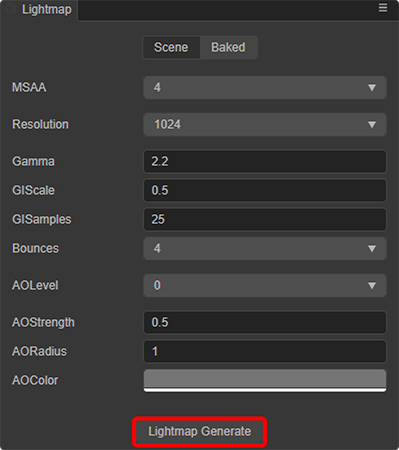 Lightmap
Scene Baked
MSAA 4
Resolution 1024
Gamma 2.2
GIScale 0.5
GISamples 25
Bounces 4
AOLevel 0
AOStrength 0.5
AORadius 1
AOColor
Lightmap Generate